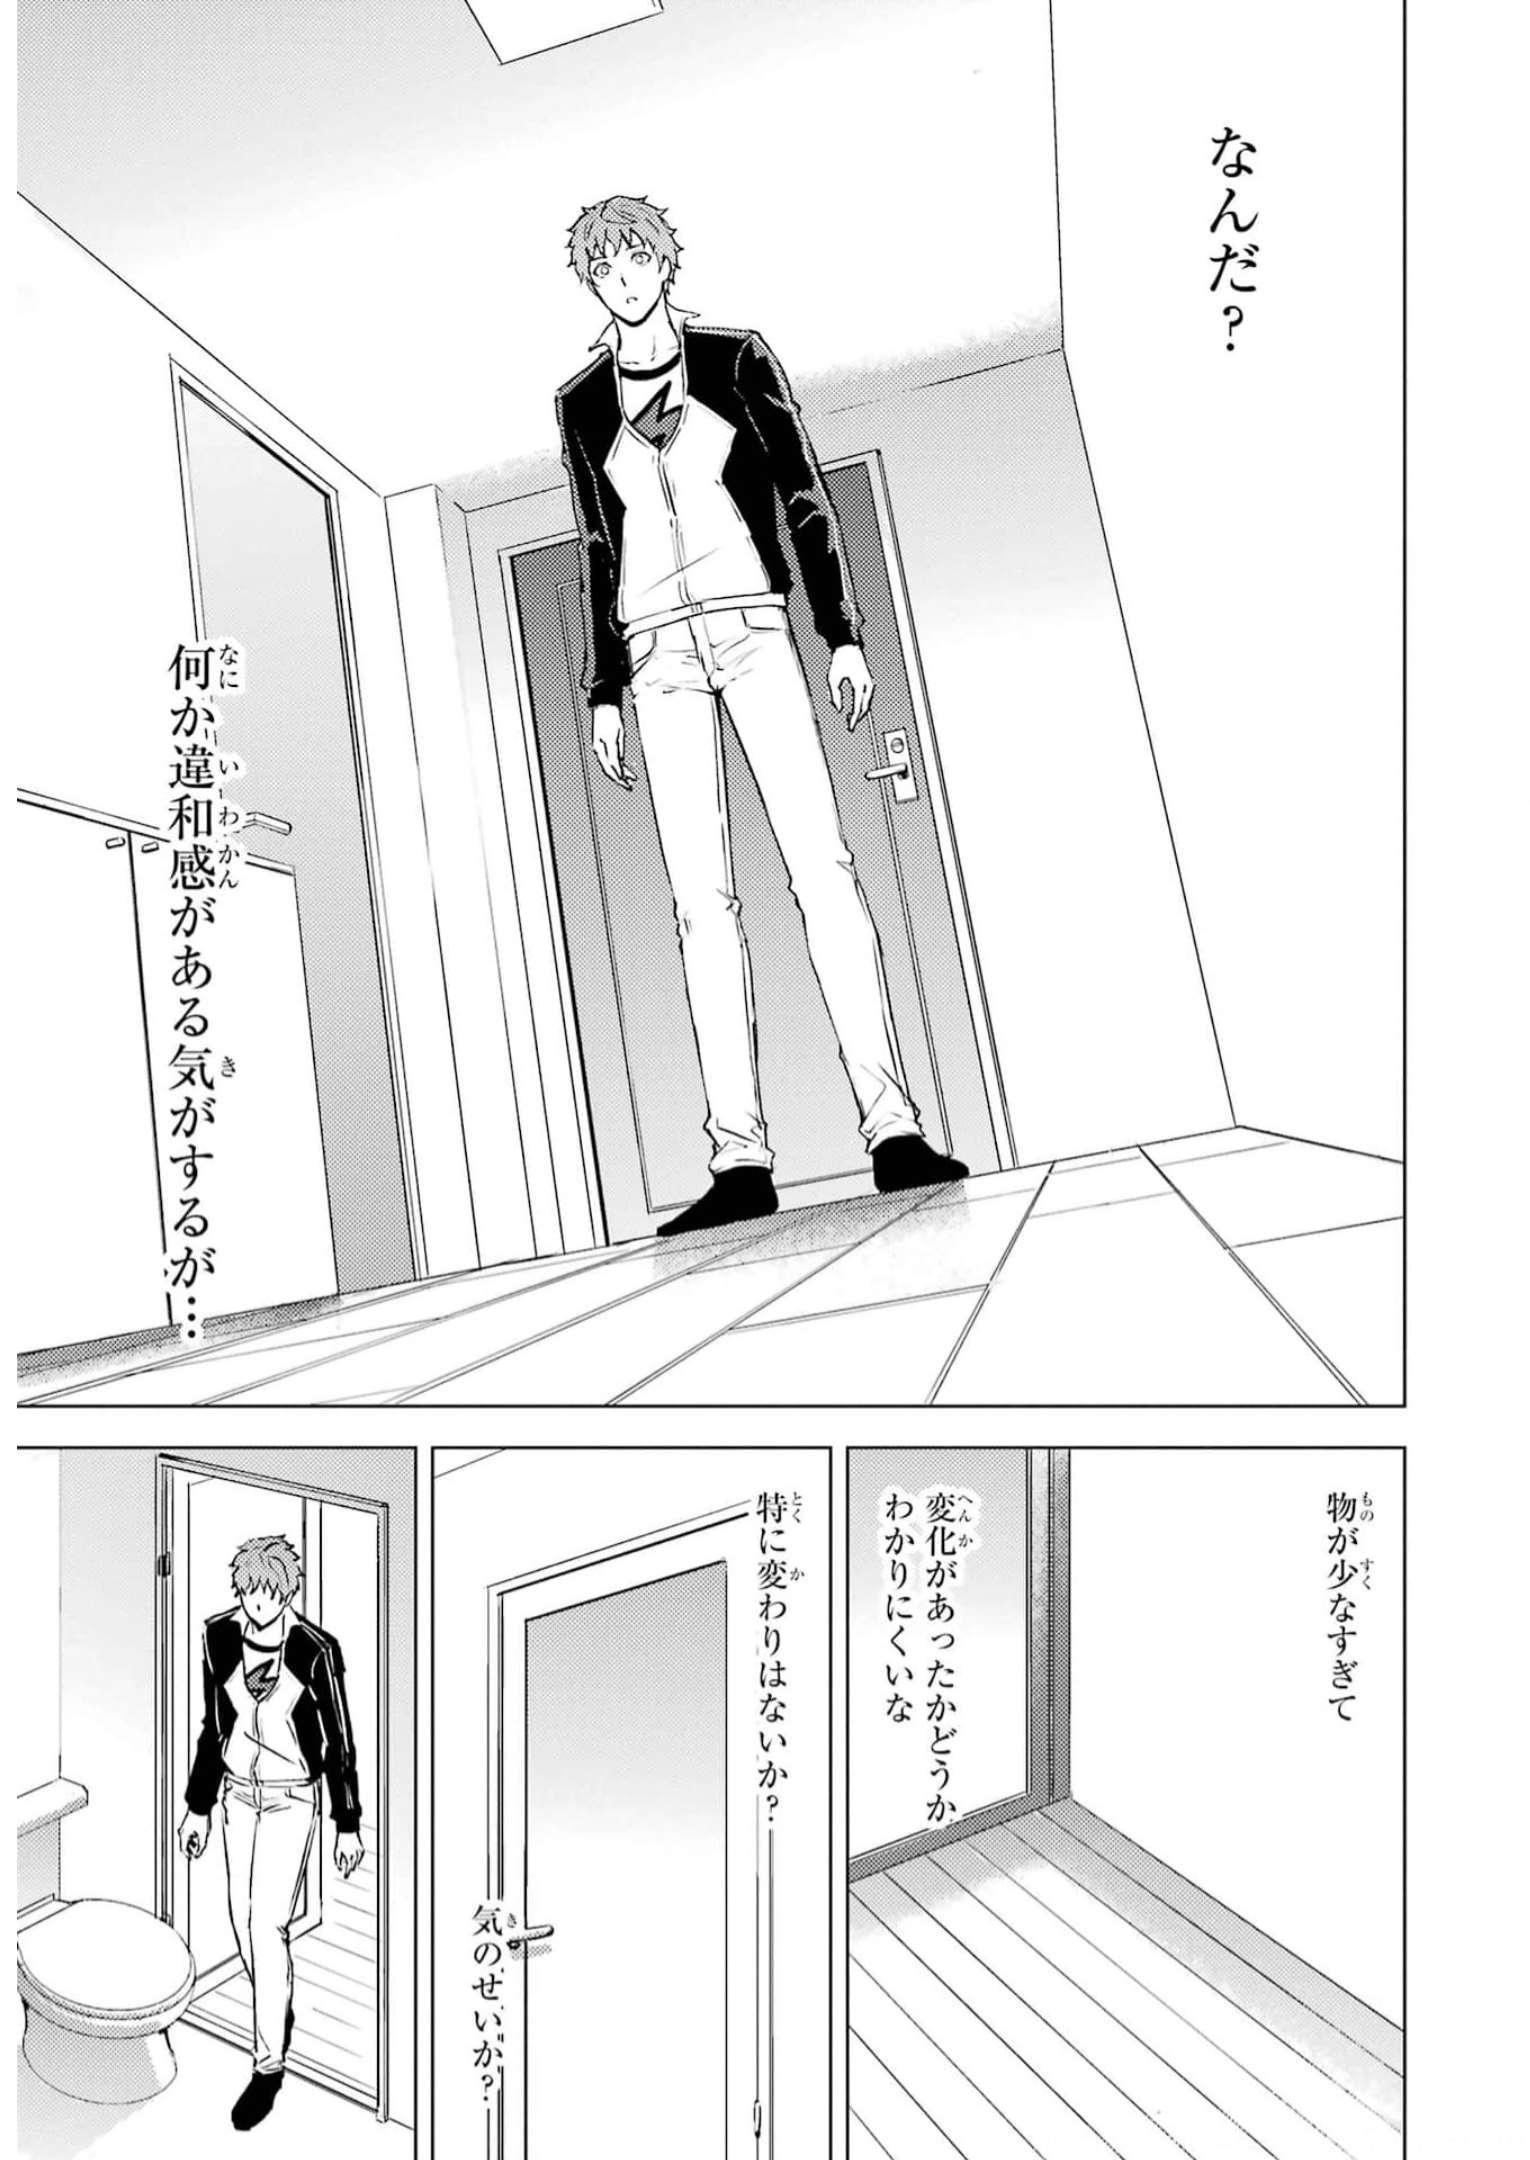 なんだ?
何か違和感がある気がするが…
物が少なすぎて
変化があったかどうか
わかりにくいな
特に変わりはないか?
気のせいか?